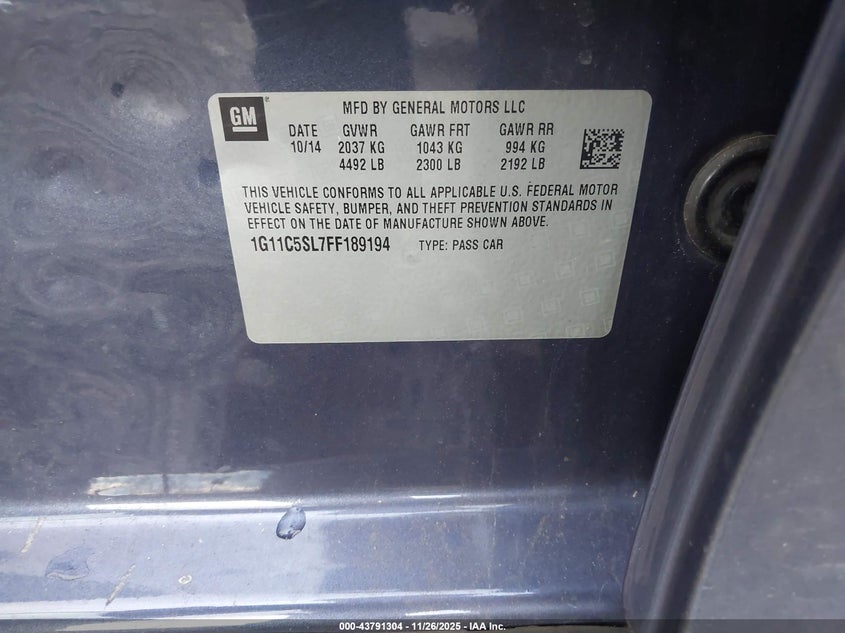 GM
MFD BY GENERAL MOTORS LLC
DATE GVWR GAWR FRT GAWR RR
10/14 2037 KG 1043 KG 994 KG
4492 LB 2300 LB 2192 LB
THIS VEHICLE CONFORMS TO ALL APPLICABLE U.S. FEDERAL MOTOR
VEHICLE SAFETY, BUMPER, AND THEFT PREVENTION STANDARDS IN
EFFECT ON THE DATE OF MANUFACTURE SHOWN ABOVE.
1G11C5SL7FF189194 TYPE: PASS CAR
000-43791304 - 11/26/2025 - IAA Inc.